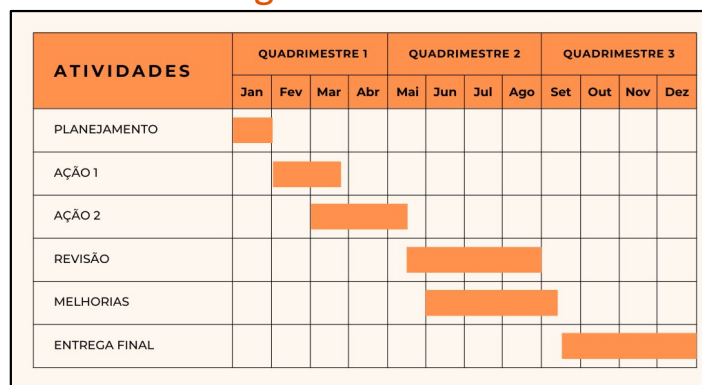 ATIVIDADES
QUADRIMESTRE 1 QUADRIMESTRE 2 QUADRIMESTRE 3
Jan Fev Mar Abr Mai Jun Jul Ago Set Out Nov Dez
PLANEJAMENTO
AÇÃO 1
AÇÃO 2
REVISÃO
MELHORIAS
ENTREGA FINAL